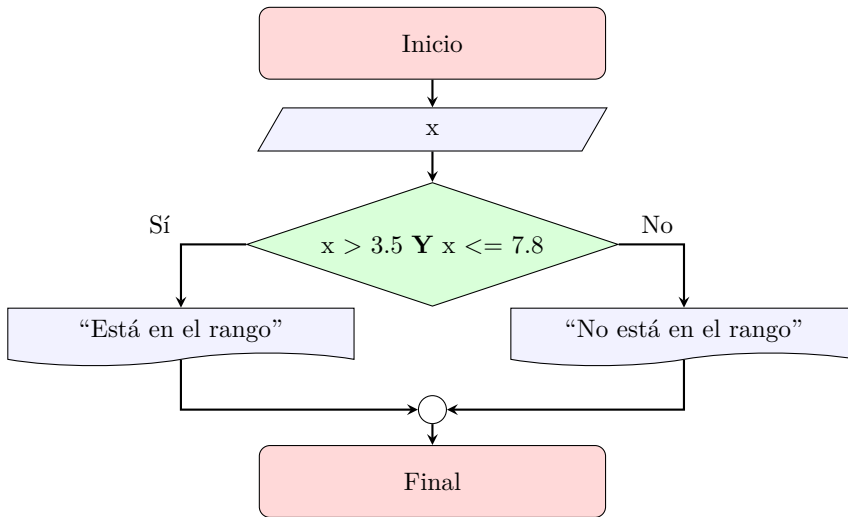 Inicio
x
Sí
No
x > 3.5 Y x <= 7.8
“Está en el rango”
“No está en el rango”
Final